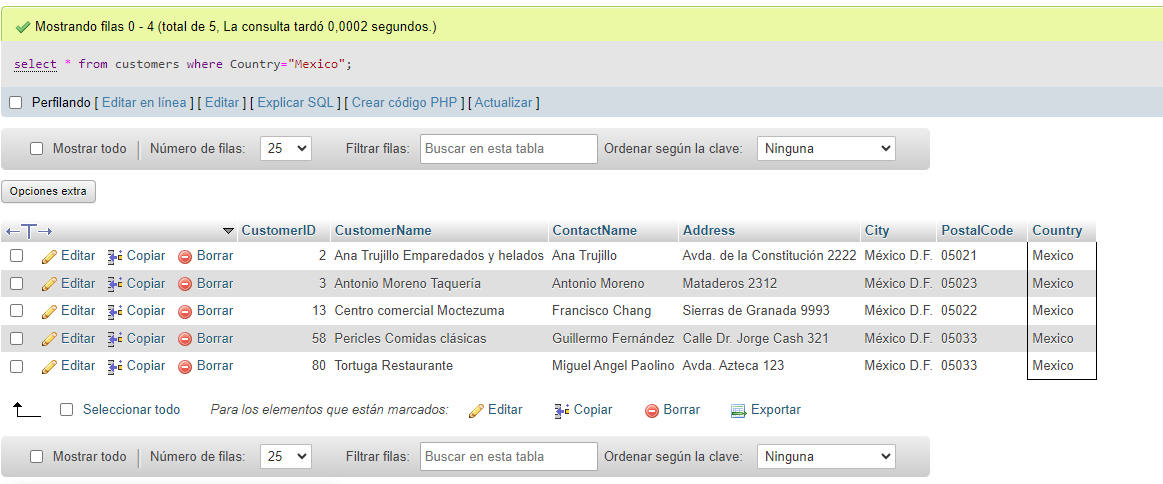 Mostrando filas 0 - 4 (total de 5, La consulta tardó 0,0002 segundos.)
select * from customers where Country="Mexico";
Perfilando [ Editar en línea ] [ Editar ] [ Explicar SQL ] [ Crear código PHP ] [ Actualizar ]
Mostrar todo Número de filas: 25 Filtrar filas: Buscar en esta tabla Ordenar según la clave: Ninguna
Opciones extra
←T→ CustomerID CustomerName ContactName Address City PostalCode Country
Editar Copiar Borrar 2 Ana Trujillo Emparedados y helados Ana Trujillo Avda. de la Constitución 2222 México D.F. 05021 Mexico
Editar Copiar Borrar 3 Antonio Moreno Taquería Antonio Moreno Mataderos 2312 México D.F. 05023 Mexico
Editar Copiar Borrar 13 Centro comercial Moctezuma Francisco Chang Sierras de Granada 9993 México D.F. 05022 Mexico
Editar Copiar Borrar 58 Pericles Comidas clásicas Guillermo Fernández Calle Dr. Jorge Cash 321 México D.F. 05033 Mexico
Editar Copiar Borrar 80 Tortuga Restaurante Miguel Angel Paolino Avda. Azteca 123 México D.F. 05033 Mexico
Seleccionar todo Para los elementos que están marcados: Editar Copiar Borrar Exportar
Mostrar todo Número de filas: 25 Filtrar filas: Buscar en esta tabla Ordenar según la clave: Ninguna